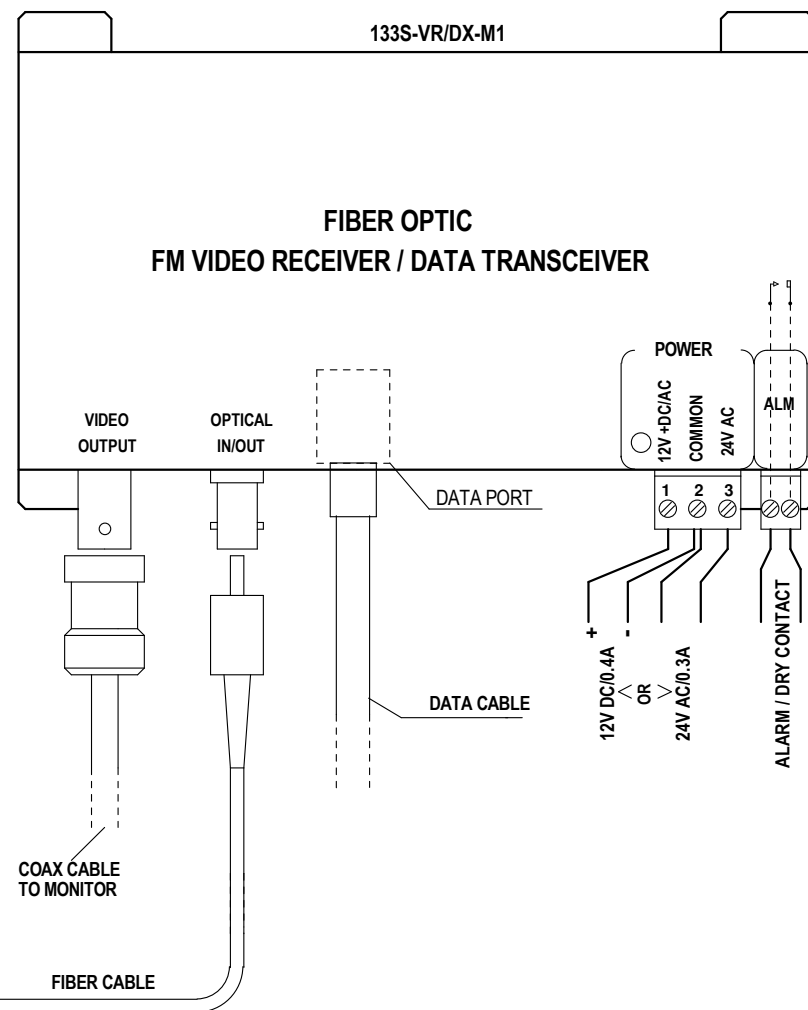 133S-VR/DX-M1
FIBER OPTIC
FM VIDEO RECEIVER / DATA TRANSCEIVER
POWER
12V +DC/AC
COMMON
24V AC
ALM
VIDEO
OUTPUT
OPTICAL
IN/OUT
1 2 3
DATA PORT
+ -
12V DC/0.4A
< OR >
24V AC/0.3A
ALARM / DRY CONTACT
DATA CABLE
COAX CABLE
TO MONITOR
FIBER CABLE